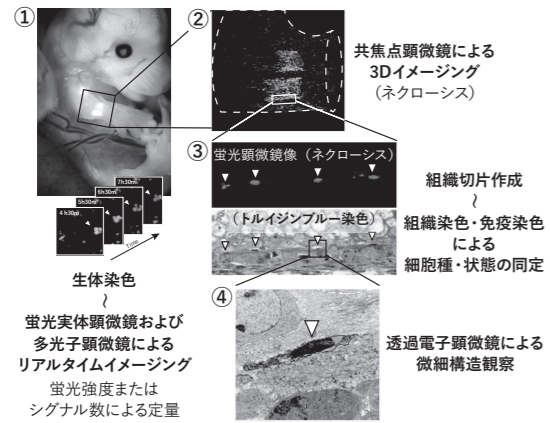 ①
②
共焦点顕微鏡による
3Dイメージング
（ネクローシス）
③
蛍光顕微鏡像（ネクローシス）
（トルイジンブルー染色）
組織切片作成
～
組織染色・免疫染色
による
細胞種・状態の同定
4 h30m
5h30m
6h30m
7h30m
Time
生体染色
～
蛍光実体顕微鏡および
多光子顕微鏡による
リアルタイムイメージング
蛍光強度または
シグナル数による定量
④
透過電子顕微鏡による
微細構造観察